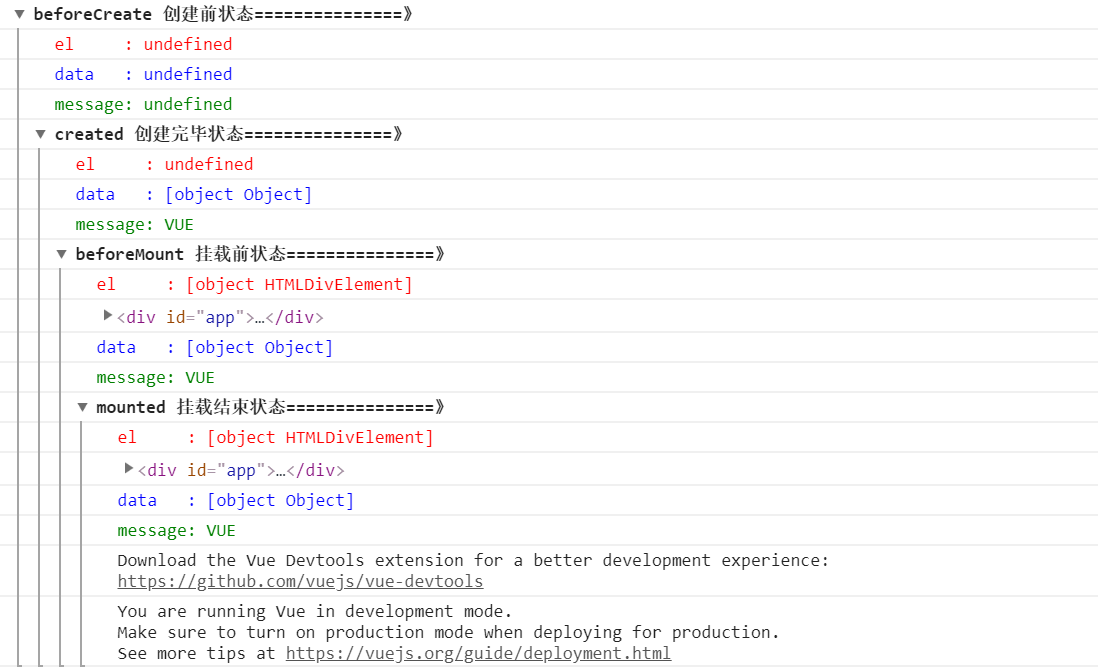 beforeCreate 创建前状态===============》
el     : undefined
data   : undefined
message: undefined
created 创建完毕状态===============》
el     : undefined
data   : [object Object]
message: VUE
beforeMount 挂载前状态===============》
el     : [object HTMLDivElement]
<div id="app">…</div>
data   : [object Object]
message: VUE
mounted 挂载结束状态===============》
el     : [object HTMLDivElement]
<div id="app">…</div>
data   : [object Object]
message: VUE
Download the Vue Devtools extension for a better development experience:
https://github.com/vuejs/vue-devtools
You are running Vue in development mode.
Make sure to turn on production mode when deploying for production.
See more tips at https://vuejs.org/guide/deployment.html